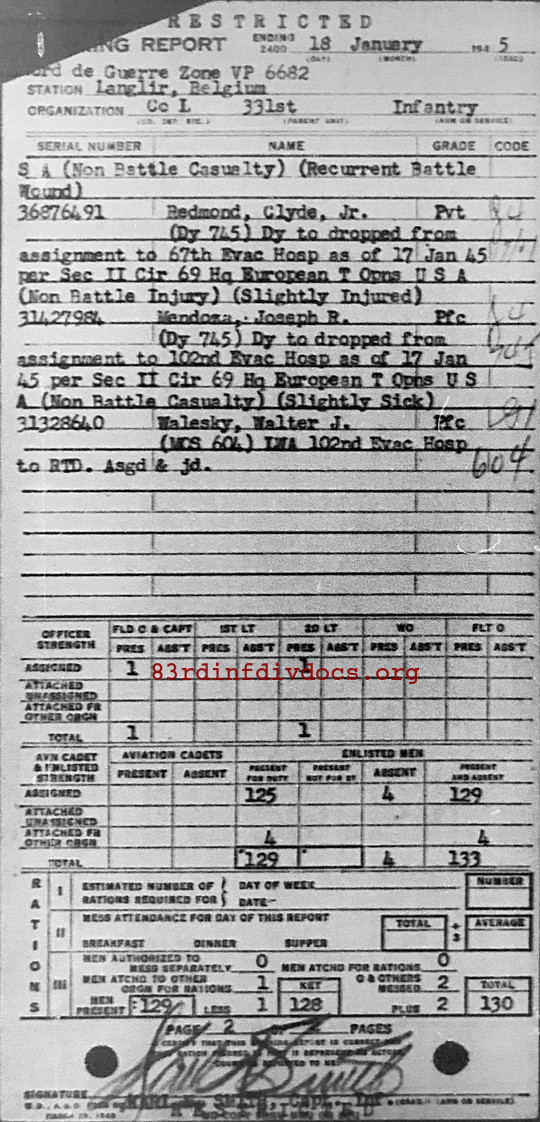 RESTRICTED
NG REPORT ENDING 2400 18 January 194 5
(DAY) (MONTH) (YEAR)
ord de Guerre Zone VP 6682
STATION Langlir, Belgium
ORGANIZATION Co L 331st Infantry
(CO, DET, ETC.) (PARENT UNIT) (ARM OR SERVICE)
SERIAL NUMBER NAME GRADE CODE
S A (Non Battle Casualty) (Recurrent Battle
Wound)
36876491 Redmond, Clyde, Jr. Pvt
(Dy 745) Dy to dropped from
assignment to 67th Evac Hosp as of 17 Jan 45
per Sec II Cir 69 Hq European T Opns U S A
(Non Battle Injury) (Slightly Injured)
31427984 Mendoza, Joseph R. Pfc
(Dy 745) Dy to dropped from
assignment to 102nd Evac Hosp as of 17 Jan
45 per Sec II Cir 69 Hq European T Opns U S
A (Non Battle Casualty) (Slightly Sick)
31328640 Walesky, Walter J. Pfc
(MOS 604) LWA 102nd Evac Hosp
to RTD. Asgd & jd. 604
OFFICER STRENGTH FLD O & CAPT 1ST LT 2D LT WO FLT O
PRES ABS'T PRES ABS'T PRES ABS'T PRES ABS'T PRES ABS'T
ASSIGNED 1 1
83rdinfdivdocs.org
ATTACHED UNASSIGNED
ATTACHED FR OTHER ORGN
TOTAL 1 1
AVN CADET & ENLISTED STRENGTH AVIATION CADETS ENLISTED MEN
PRESENT ABSENT PRESENT FOR DUTY PRESENT NOT FOR DY ABSENT PRESENT AND ABSENT
ASSIGNED 125 4 129
ATTACHED UNASSIGNED
ATTACHED FR OTHER ORGN 4 4
TOTAL 129 4 133
RATIONS
I ESTIMATED NUMBER OF RATIONS REQUIRED FOR DAY OF WEEK DATE NUMBER
II MESS ATTENDANCE FOR DAY OF THIS REPORT TOTAL ÷ 3 AVERAGE
BREAKFAST DINNER SUPPER
III MEN AUTHORIZED TO MESS SEPARATELY 0 MEN ATCHD FOR RATIONS 0
MEN ATCHD TO OTHER ORGN FOR RATIONS 1 NET O & OTHERS MESSED 2 TOTAL
MEN PRESENT 129 LESS 1 128 PLUS 2 130
PAGE 2 OF 2 PAGES
SIGNATURE KARL SMITH, Capt. Inf